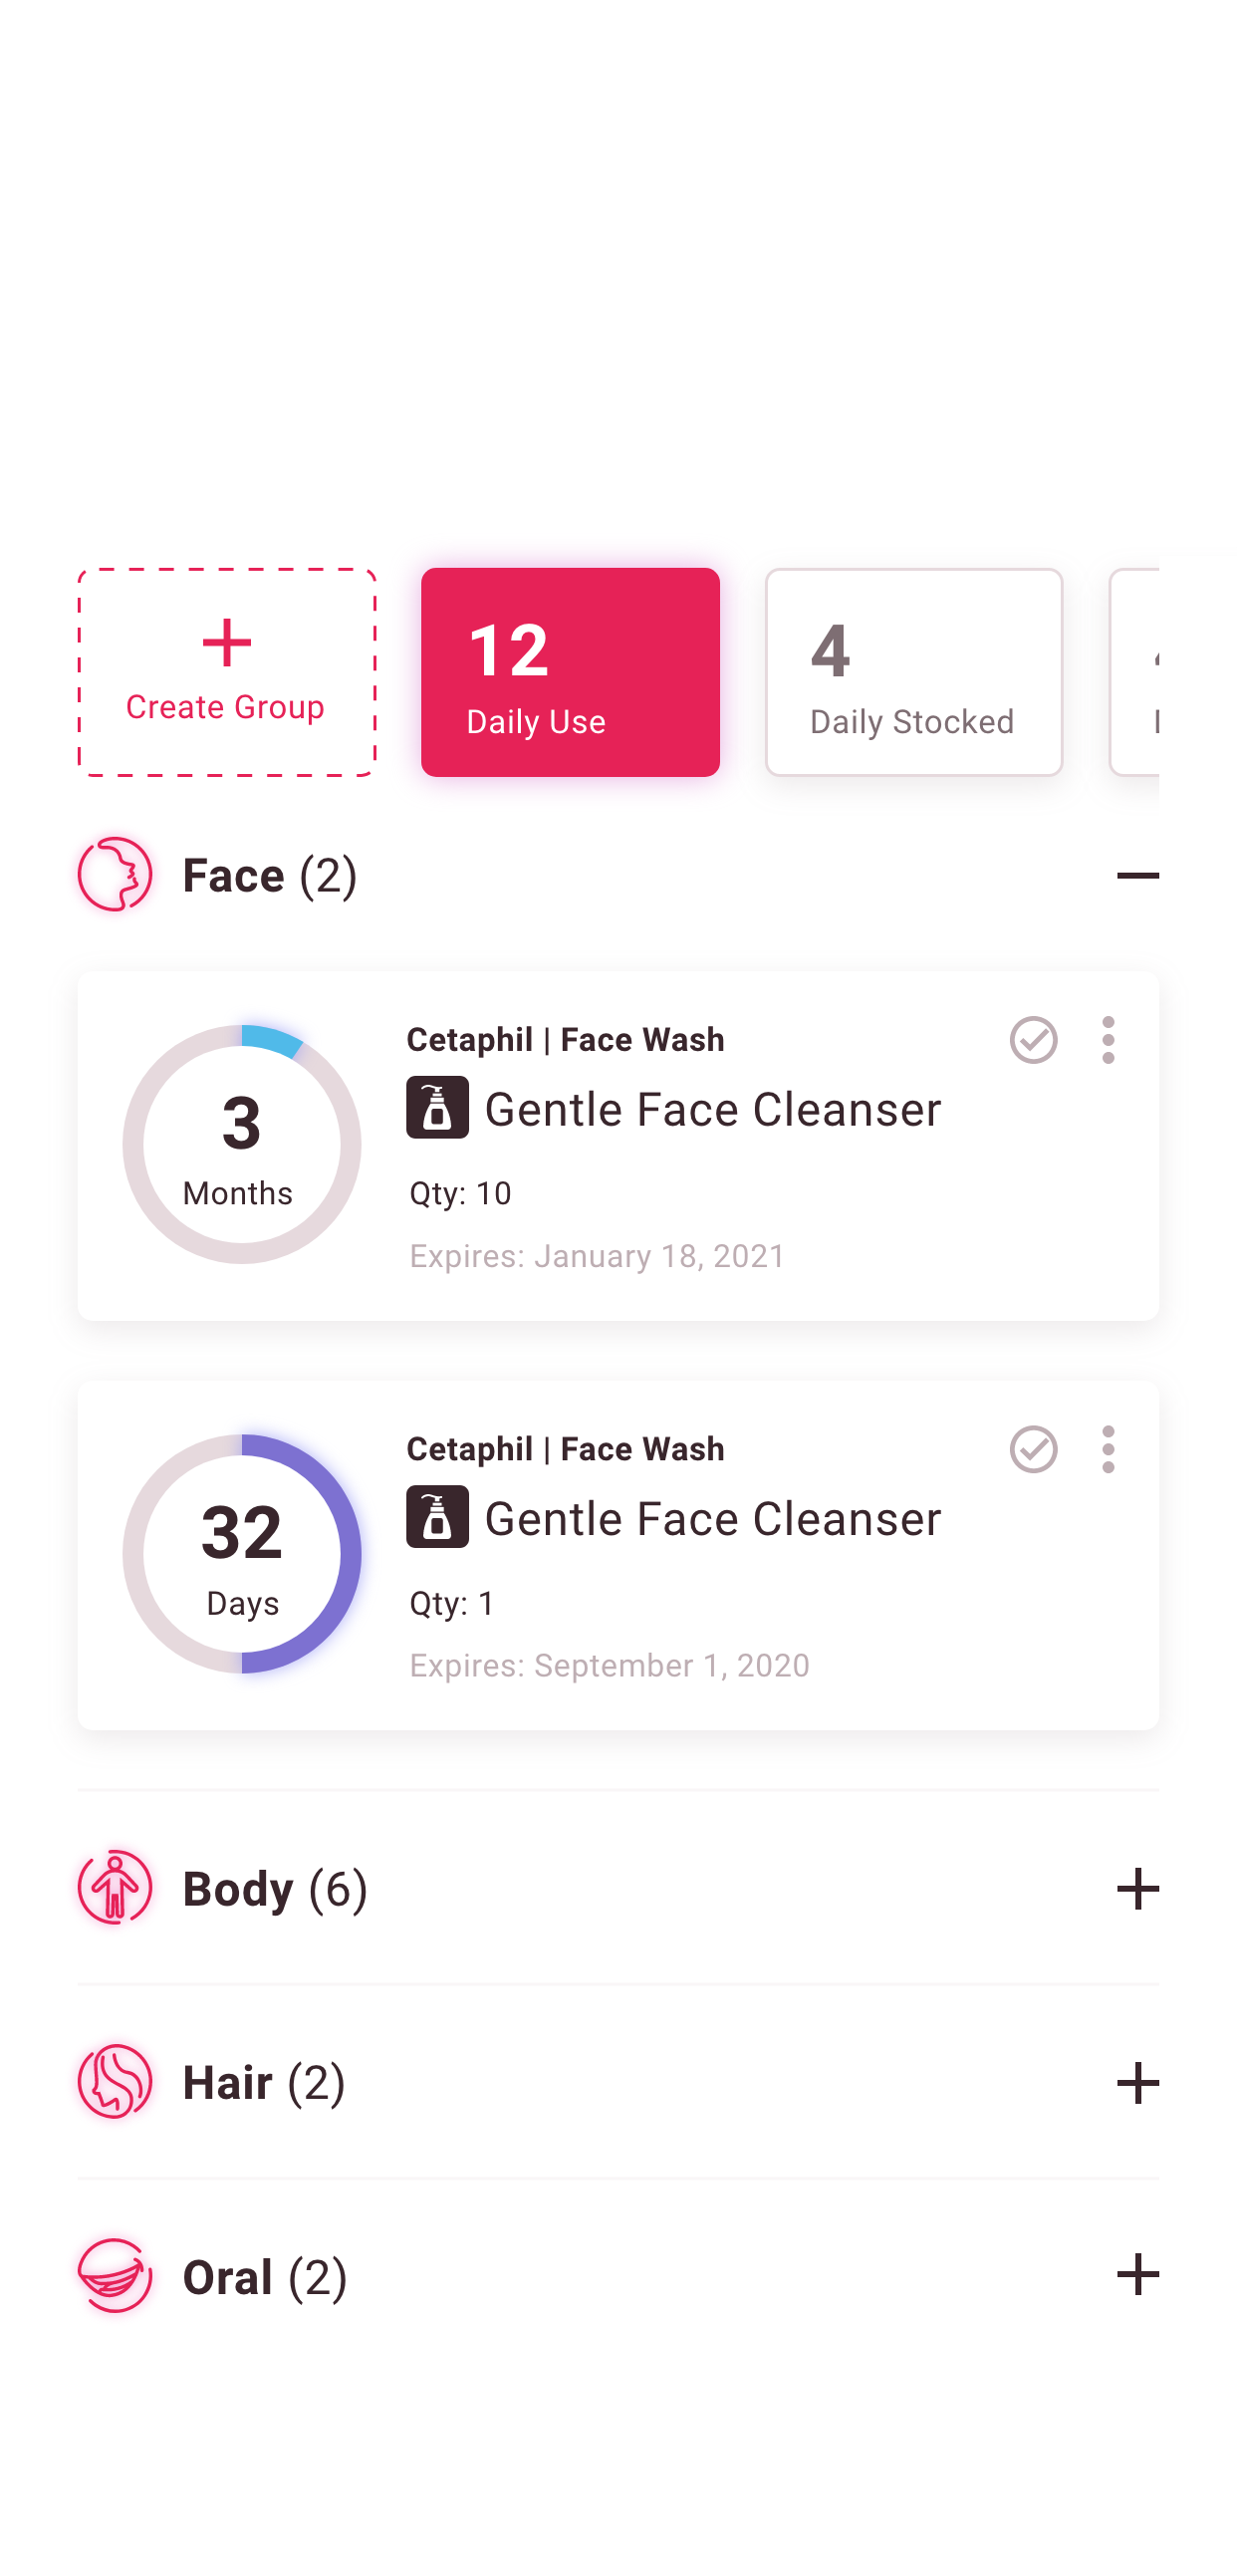 Create Group
12
Daily Use
4
Daily Stocked
Face (2)
3
Months
Cetaphil | Face Wash
Gentle Face Cleanser
Qty: 10
Expires: January 18, 2021
32
Days
Cetaphil | Face Wash
Gentle Face Cleanser
Qty: 1
Expires: September 1, 2020
Body (6)
Hair (2)
Oral (2)